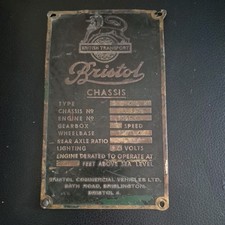 BRITISH TRANSPORT
Bristol
CHASSIS
TYPE
CHASSIS Nº
ENGINE Nº
GEARBOX SPEED
WHEELBASE
REAR AXLE RATIO
LIGHTING VOLTS
ENGINE DERATED TO OPERATE AT
FEET ABOVE SEA LEVEL
BRISTOL COMMERCIAL VEHICLES LTD.
BATH ROAD, BRISLINGTON,
BRISTOL 4.